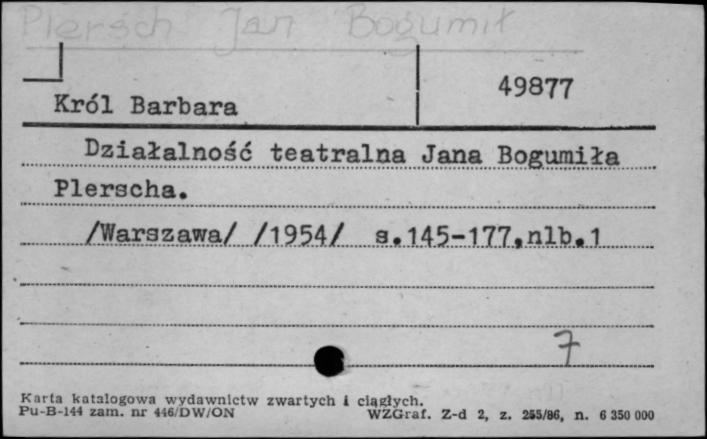 Plersch Jan Bogumił
49877
Król Barbara
Działalność teatralna Jana Bogumiła
Plerscha.
/Warszawa/ /1954/ s.145-177,nlb.1
7
Karta katalogowa wydawnictw zwartych i ciągłych.
Pu-B-144 zam. nr 446/DW/ON WZGraf. Z-d 2, z. 255/86, n. 6 350 000